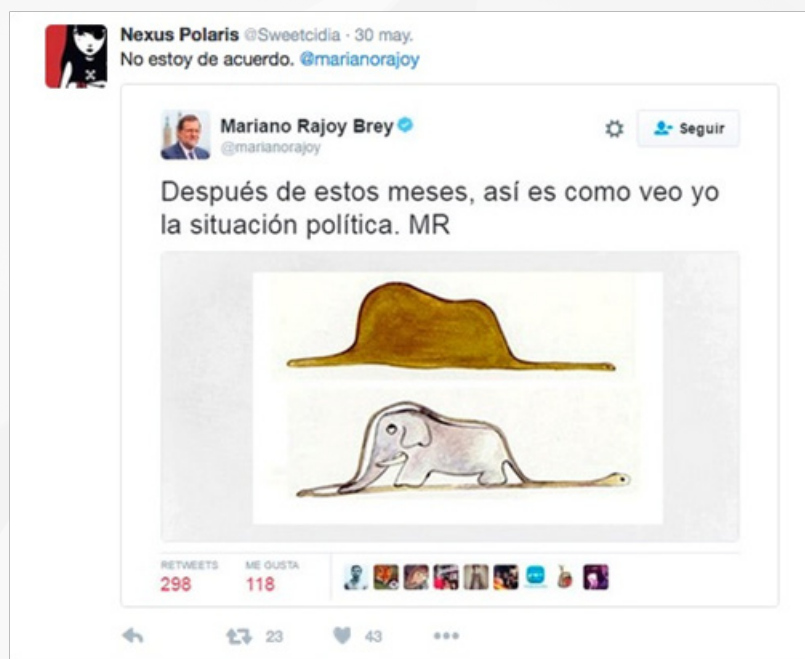 Nexus Polaris @Sweetcidia · 30 may.
No estoy de acuerdo. @marianorajoy
Mariano Rajoy Brey
@marianorajoy
Seguir
Después de estos meses, así es como veo yo
la situación política. MR
RETWEETS ME GUSTA
298 118
23 43